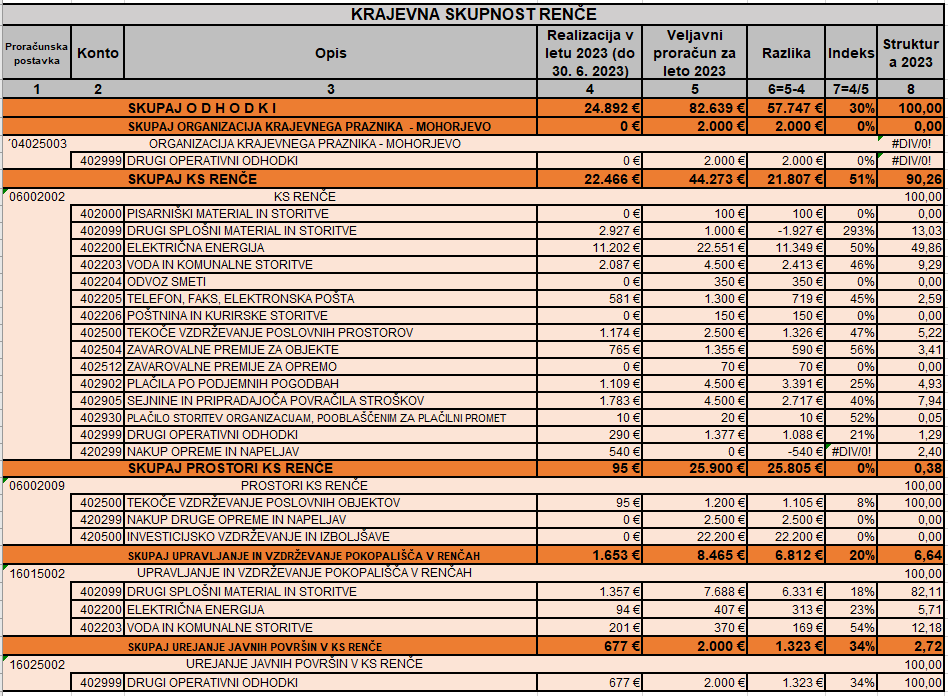 KRAJEVNA SKUPNOST RENČE
Proračunska postavka Konto Opis Realizacija v letu 2023 (do 30. 6. 2023) Veljavni proračun za leto 2023 Razlika Indeks Struktura 2023
1 2 3 4 5 6=5-4 7=4/5 8
SKUPAJ O D H O D K I 24.892 € 82.639 € 57.747 € 30% 100,00
SKUPAJ ORGANIZACIJA KRAJEVNEGA PRAZNIKA - MOHORJEVO 0 € 2.000 € 2.000 € 0% 0,00
´04025003 ORGANIZACIJA KRAJEVNEGA PRAZNIKA - MOHORJEVO #DIV/0!
402999 DRUGI OPERATIVNI ODHODKI 0 € 2.000 € 2.000 € 0% #DIV/0!
SKUPAJ KS RENČE 22.466 € 44.273 € 21.807 € 51% 90,26
06002002 KS RENČE 100,00
402000 PISARNIŠKI MATERIAL IN STORITVE 0 € 100 € 100 € 0% 0,00
402099 DRUGI SPLOŠNI MATERIAL IN STORITVE 2.927 € 1.000 € -1.927 € 293% 13,03
402200 ELEKTRIČNA ENERGIJA 11.202 € 22.551 € 11.349 € 50% 49,86
402203 VODA IN KOMUNALNE STORITVE 2.087 € 4.500 € 2.413 € 46% 9,29
402204 ODVOZ SMETI 0 € 350 € 350 € 0% 0,00
402205 TELEFON, FAKS, ELEKTRONSKA POŠTA 581 € 1.300 € 719 € 45% 2,59
402206 POŠTNINA IN KURIRSKE STORITVE 0 € 150 € 150 € 0% 0,00
402500 TEKOČE VZDRŽEVANJE POSLOVNIH PROSTOROV 1.174 € 2.500 € 1.326 € 47% 5,22
402504 ZAVAROVALNE PREMIJE ZA OBJEKTE 765 € 1.355 € 590 € 56% 3,41
402512 ZAVAROVALNE PREMIJE ZA OPREMO 0 € 70 € 70 € 0% 0,00
402902 PLAČILA PO PODJEMNIH POGODBAH 1.109 € 4.500 € 3.391 € 25% 4,93
402905 SEJNINE IN PRIPRADAJOČA POVRAČILA STROŠKOV 1.783 € 4.500 € 2.717 € 40% 7,94
402930 PLAČILO STORITEV ORGANIZACIJAM, POOBLAŠČENIM ZA PLAČILNI PROMET 10 € 20 € 10 € 52% 0,05
402999 DRUGI OPERATIVNI ODHODKI 290 € 1.377 € 1.088 € 21% 1,29
420299 NAKUP OPREME IN NAPELJAV 540 € 0 € -540 € #DIV/0! 2,40
SKUPAJ PROSTORI KS RENČE 95 € 25.900 € 25.805 € 0% 0,38
06002009 PROSTORI KS RENČE 100,00
402500 TEKOČE VZDRŽEVANJE POSLOVNIH OBJEKTOV 95 € 1.200 € 1.105 € 8% 100,00
420299 NAKUP DRUGE OPREME IN NAPELJAV 0 € 2.500 € 2.500 € 0% 0,00
420500 INVESTICIJSKO VZDRŽEVANJE IN IZBOLJŠAVE 0 € 22.200 € 22.200 € 0% 0,00
SKUPAJ UPRAVLJANJE IN VZDRŽEVANJE POKOPALIŠČA V RENČAH 1.653 € 8.465 € 6.812 € 20% 6,64
16015002 UPRAVLJANJE IN VZDRŽEVANJE POKOPALIŠČA V RENČAH 100,00
402099 DRUGI SPLOŠNI MATERIAL IN STORITVE 1.357 € 7.688 € 6.331 € 18% 82,11
402200 ELEKTRIČNA ENERGIJA 94 € 407 € 313 € 23% 5,71
402203 VODA IN KOMUNALNE STORITVE 201 € 370 € 169 € 54% 12,18
SKUPAJ UREJANJE JAVNIH POVRŠIN V KS RENČE 677 € 2.000 € 1.323 € 34% 2,72
16025002 UREJANJE JAVNIH POVRŠIN V KS RENČE 100,00
402999 DRUGI OPERATIVNI ODHODKI 677 € 2.000 € 1.323 € 34% 100,00